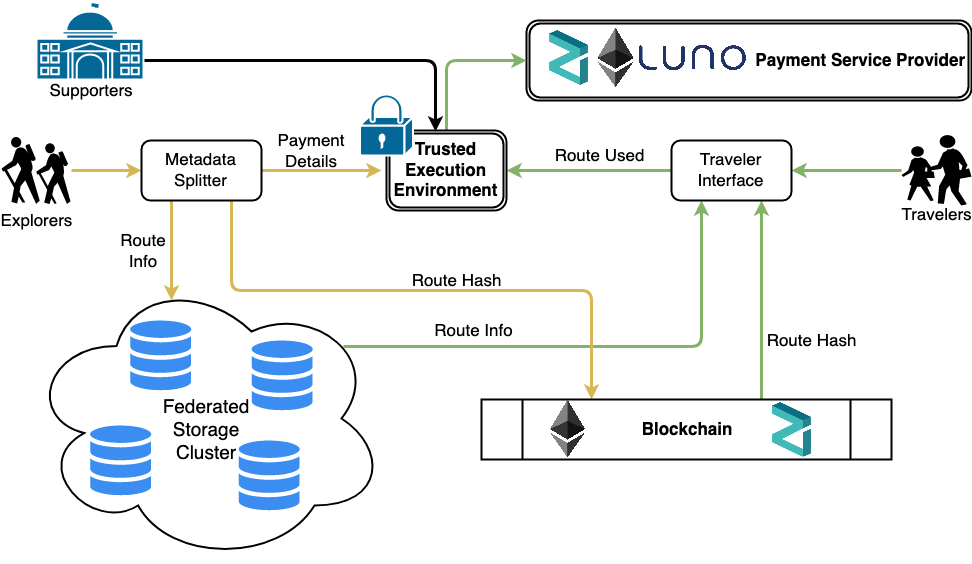 LUNO Payment Service Provider
Supporters
Payment
Details
Metadada
Splitter
Trusted
Execution
Environment
Route Used
Traveler
Interface
Explorers
Travelers
Route
Info
Route Hash
Route Info
Route Hash
Federated
Storage
Cluster
Blockchain